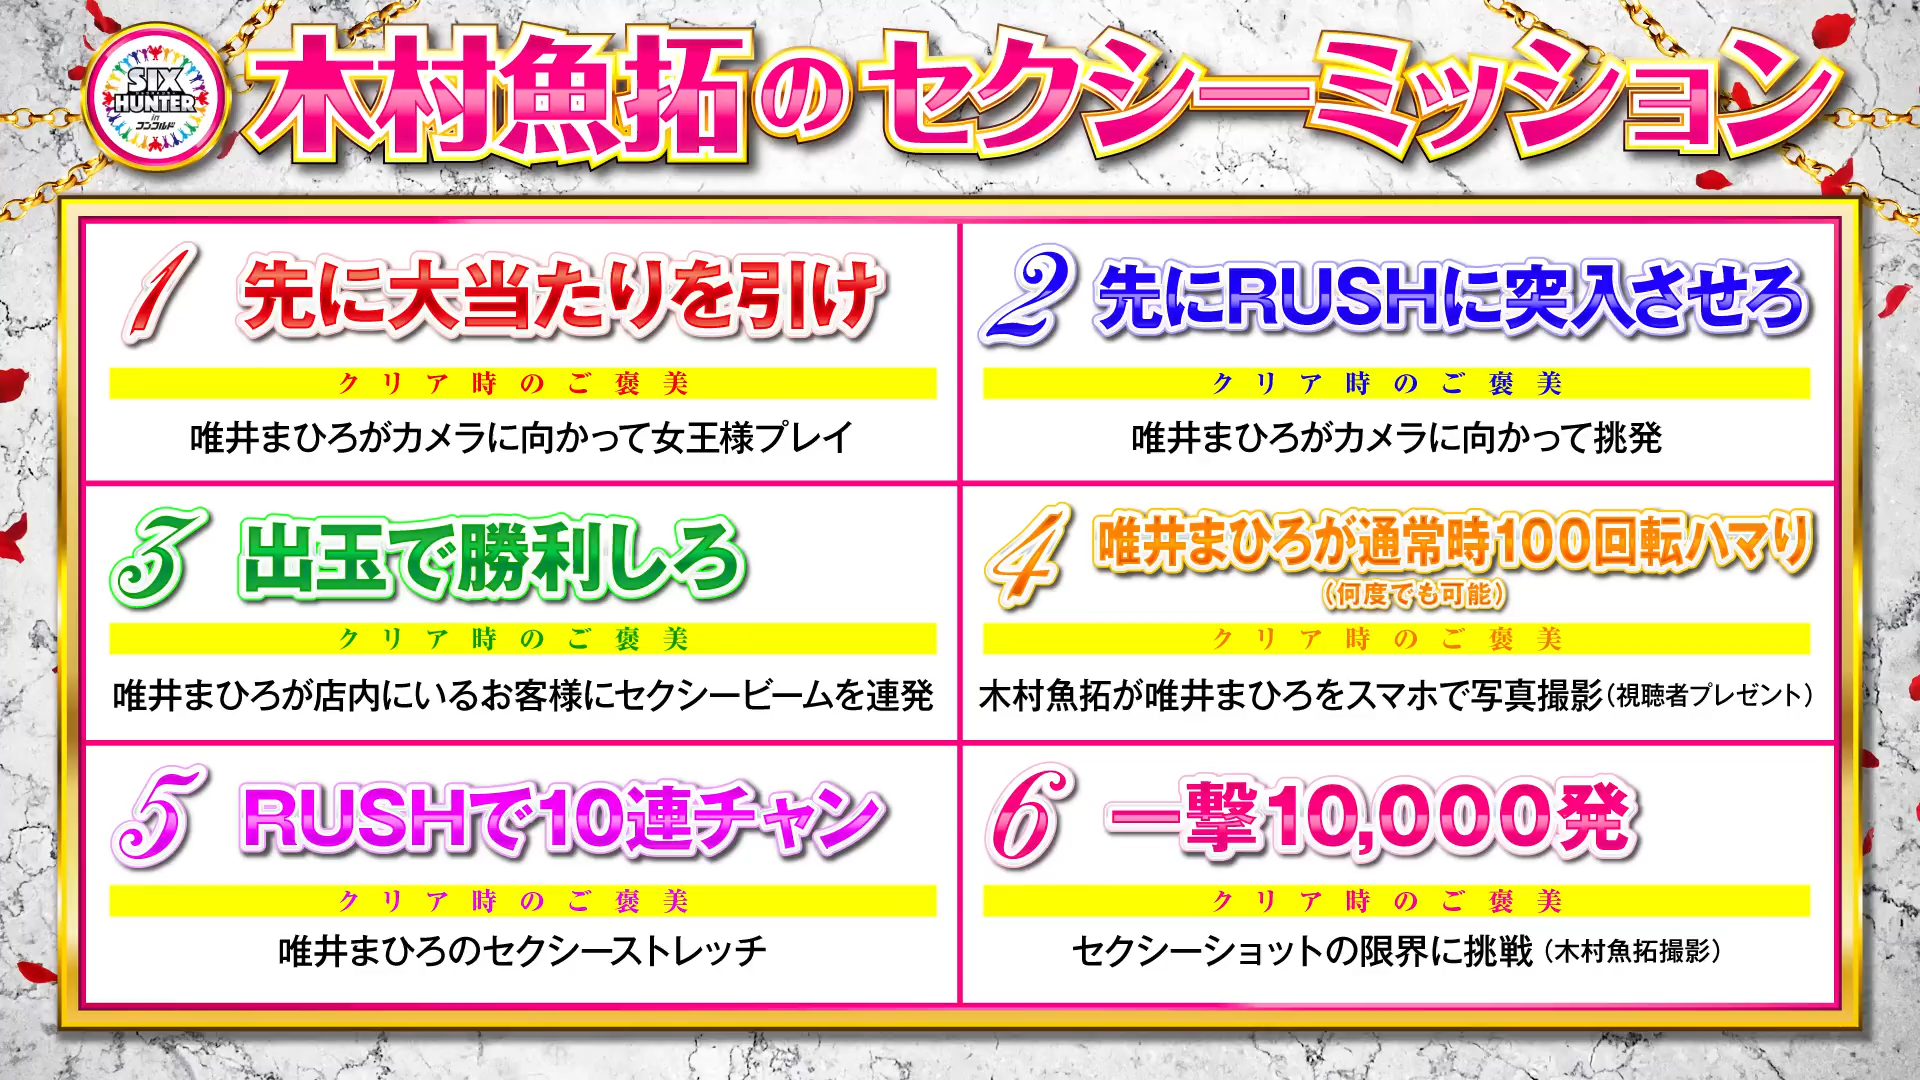 SIX
HUNTER
in
コンコルド
木村魚拓のセクシーミッション
1 先に大当たりを引け
クリア時のご褒美
唯井まひろがカメラに向かって女王様プレイ
2 先にRUSHに突入させろ
クリア時のご褒美
唯井まひろがカメラに向かって挑発
3 出玉で勝利しろ
クリア時のご褒美
唯井まひろが店内にいるお客様にセクシービームを連発
4 唯井まひろが通常時100回転ハマり
（何度でも可能）
クリア時のご褒美
木村魚拓が唯井まひろをスマホで写真撮影（視聴者プレゼント）
5 RUSHで10連チャン
クリア時のご褒美
唯井まひろのセクシーストレッチ
6 一撃10,000発
クリア時のご褒美
セクシーショットの限界に挑戦（木村魚拓撮影）